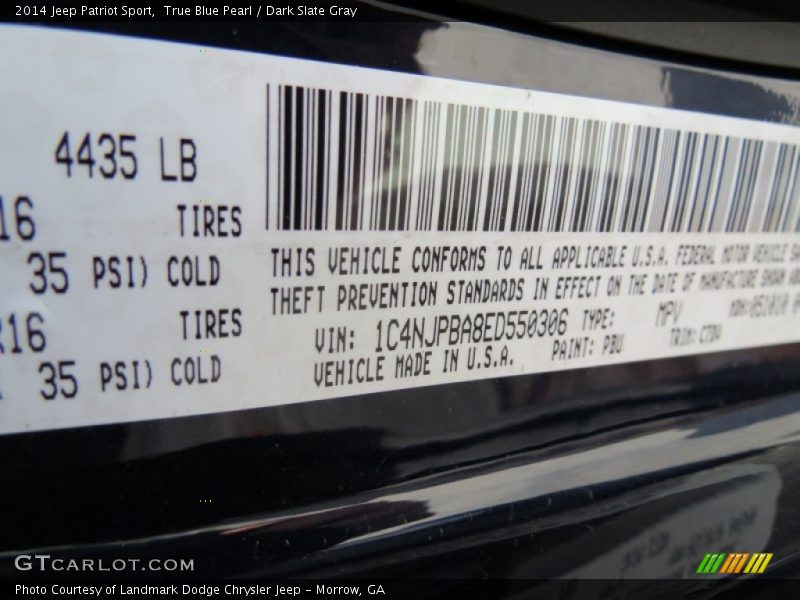 2014 Jeep Patriot Sport,  True Blue Pearl / Dark Slate Gray
4435 LB
16 TIRES
35 PSI) COLD
R16 TIRES
35 PSI) COLD
THIS VEHICLE CONFORMS TO ALL APPLICABLE U.S.A. FEDERAL MOTOR VEHICLE
THEFT PREVENTION STANDARDS IN EFFECT ON THE DATE OF MANUFACTURE SHOWN
VIN: 1C4NJPBA8ED550306 TYPE: MPV MDH: 051010
VEHICLE MADE IN U.S.A. PAINT: PBU TRIM:
GTCARLOT.COM
Photo Courtesy of Landmark Dodge Chrysler Jeep - Morrow, GA